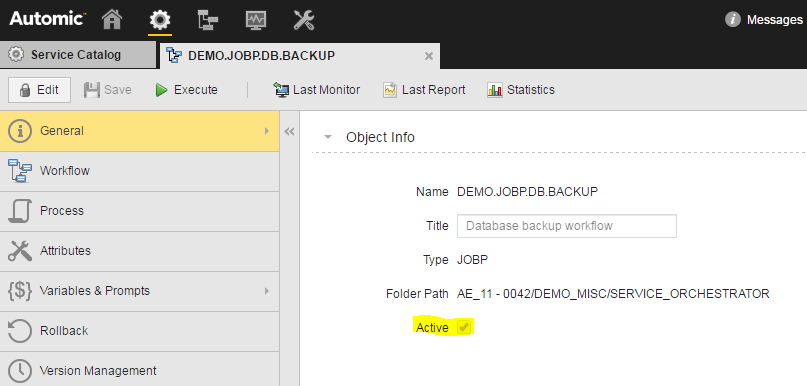 Automic™ Messages
Service Catalog DEMO.JOBP.DB.BACKUP
Edit Save Execute Last Monitor Last Report Statistics
General
Workflow
Process
Attributes
Variables & Prompts
Rollback
Version Management
Object Info
Name DEMO.JOBP.DB.BACKUP
Title Database backup workflow
Type JOBP
Folder Path AE_11 - 0042/DEMO_MISC/SERVICE_ORCHESTRATOR
Active